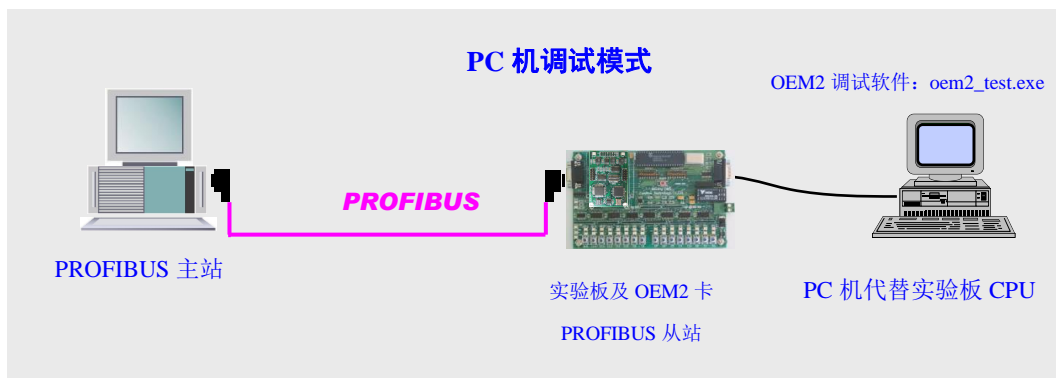 PC 机调试模式
OEM2 调试软件：oem2_test.exe
PROFIBUS
PROFIBUS 主站
实验板及 OEM2 卡
PROFIBUS 从站
PC 机代替实验板 CPU